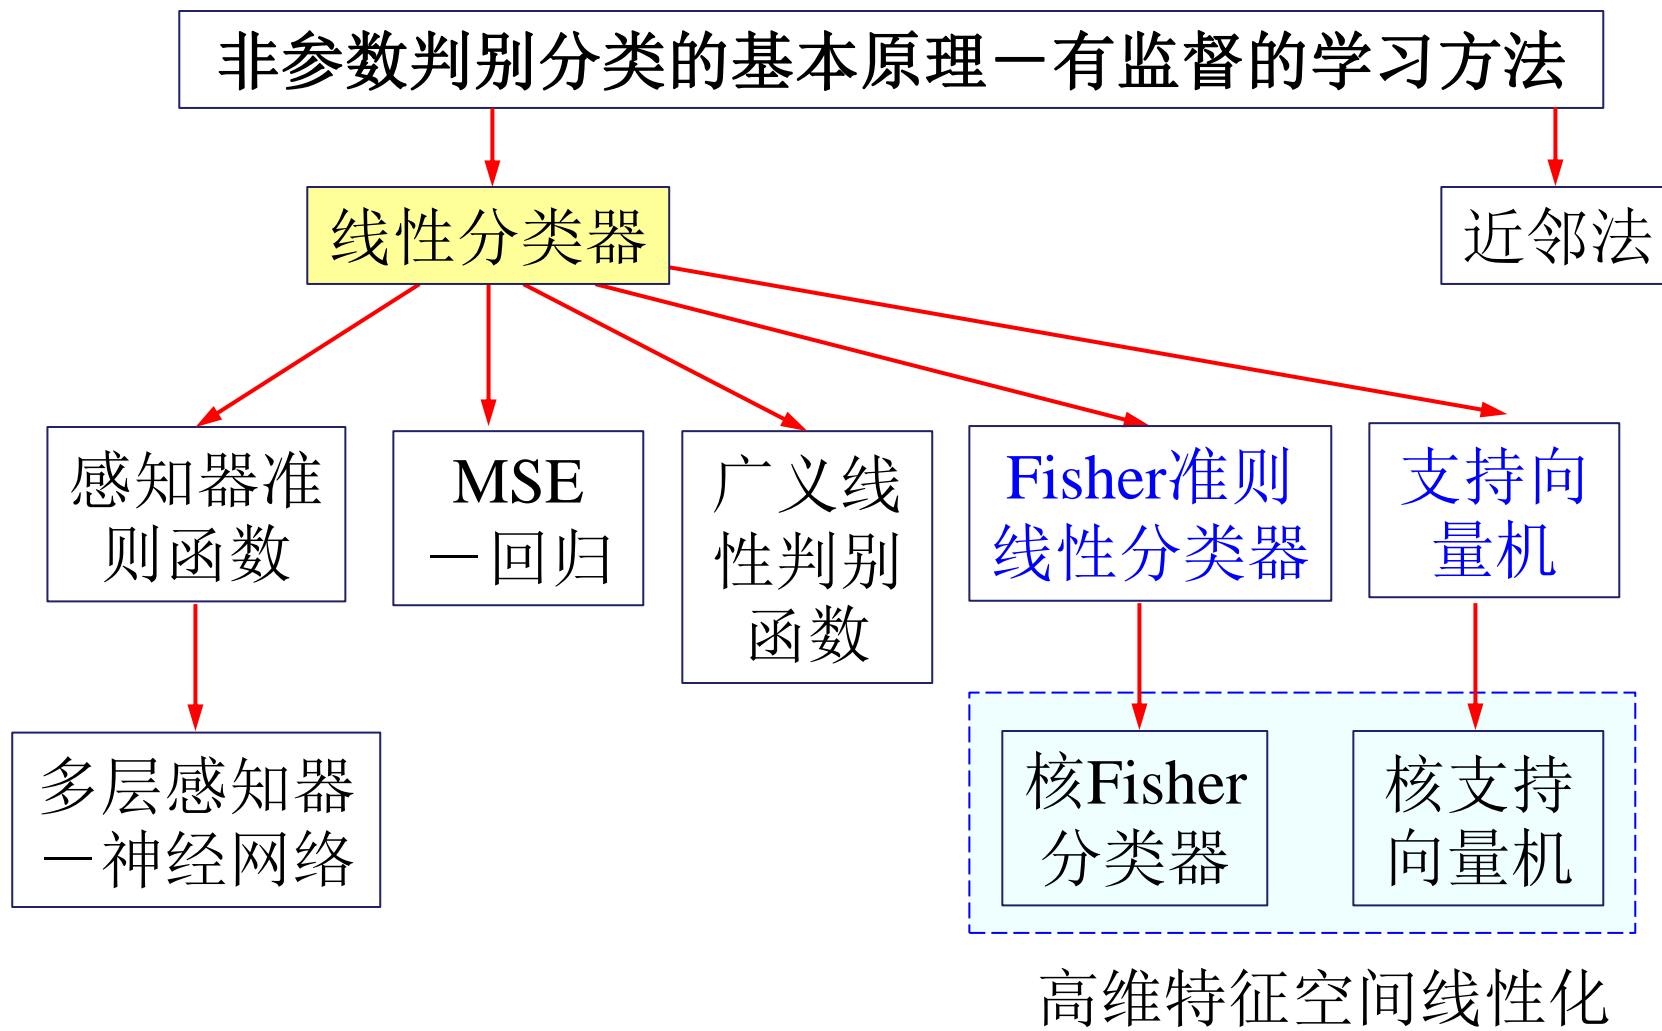 非参数判别分类的基本原理－有监督的学习方法
线性分类器
近邻法
感知器准
则函数
MSE
－回归
广义线
性判别
函数
Fisher准则
线性分类器
支持向
量机
多层感知器
－神经网络
核Fisher
分类器
核支持
向量机
高维特征空间线性化